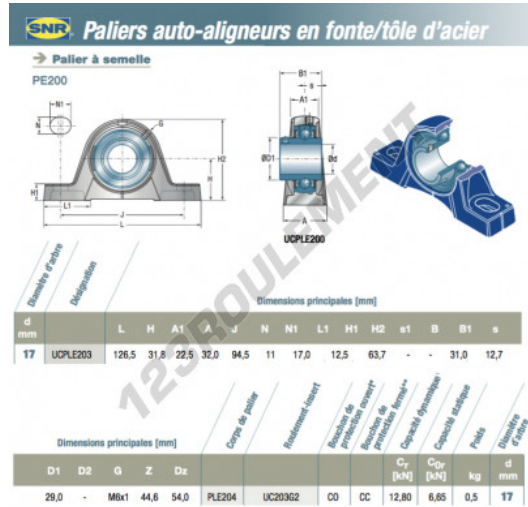 SNR Paliers auto-aligneurs en fonte/tôle d'acier
Palier à semelle
PE200
N1
N
G
H1
H
H2
L1
J
L
B1
s
A1
ØD1
Ød
A
UCPLE200
123ROULEMENT
Diamètre d'arbre
Désignation
Dimensions principales [mm]
d mm L H A1 A J N N1 L1 H1 H2 s1 B B1 s
17 UCPLE203 126,5 31,8 22,5 32,0 94,5 11 17,0 12,5 63,7 - - 31,0 12,7
Dimensions principales [mm]
Corps de palier
Roulement-insert
Bouchon de protection ouvert*
Bouchon de protection fermé**
Capacité dynamique
Capacité statique
Poids
Diamètre d'arbre
D1 D2 G Z Dz Cr [kN] C0r [kN] kg d mm
29,0 - M6x1 44,6 54,0 PLE204 UC203G2 CO CC 12,80 6,65 0,5 17